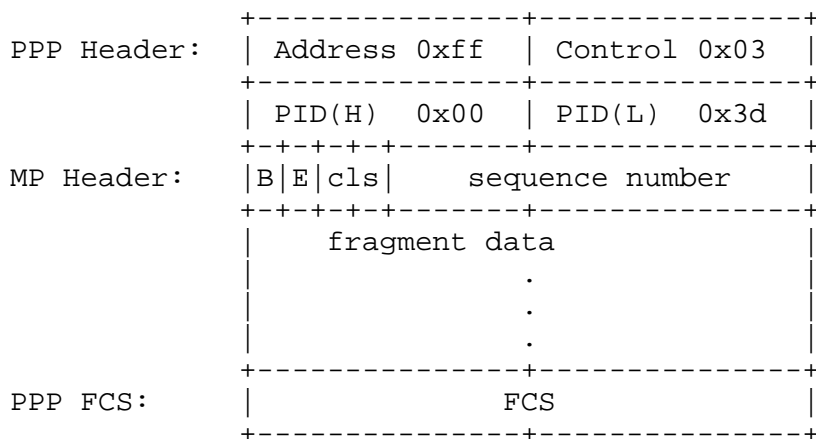 +---------------+---------------+
PPP Header:  | Address 0xff  | Control 0x03  |
             +---------------+---------------+
             | PID(H)  0x00  | PID(L)  0x3d  |
             +-+-+-+-+-------+---------------+
MP Header:   |B|E|cls|    sequence number    |
             +-+-+-+-+-------+---------------+
             |    fragment data              |
             |               .               |
             |               .               |
             |               .               |
             +---------------+---------------+
PPP FCS:     |              FCS              |
             +---------------+---------------+